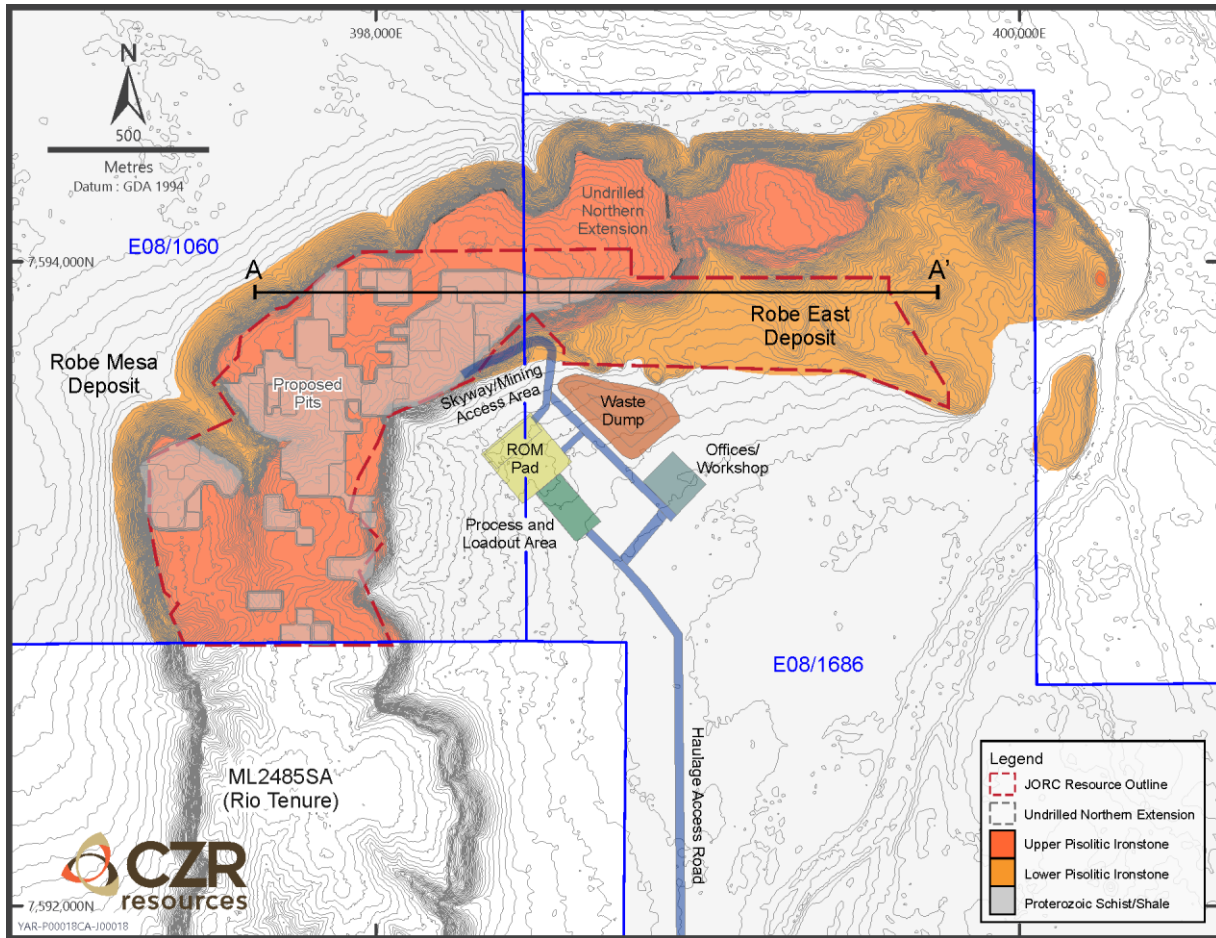 398,000E
400,000E
N
500
Metres
Datum : GDA 1994
Undrilled
Northern
Extension
E08/1060
7,594,000N
A
A'
Robe East
Deposit
Robe Mesa
Deposit
Proposed
Pits
Skyway/Mining
Access Area
Waste
Dump
ROM
Pad
Offices/
Workshop
Process and
Loadout Area
E08/1686
Haulage Access Road
ML2485SA
(Rio Tenure)
Legend
JORC Resource Outline
Undrilled Northern Extension
Upper Pisolitic Ironstone
Lower Pisolitic Ironstone
Proterozoic Schist/Shale
CZR
resources
7,592,000N
YAR-P00018CA-J00018